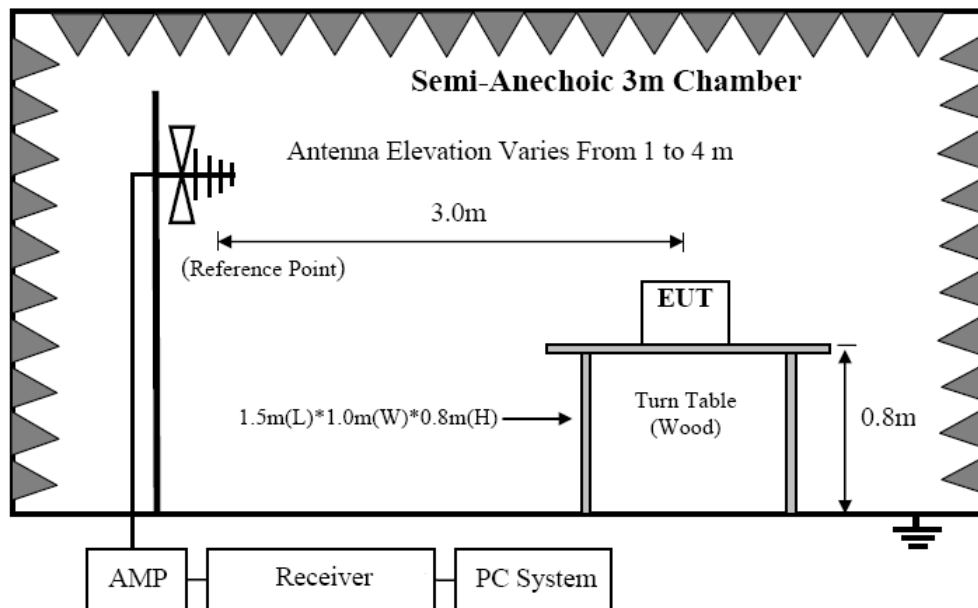 Semi-Anechoic 3m Chamber
Antenna Elevation Varies From 1 to 4 m
3.0m
(Reference Point)
EUT
1.5m(L)*1.0m(W)*0.8m(H)
Turn Table
(Wood)
0.8m
AMP
Receiver
PC System